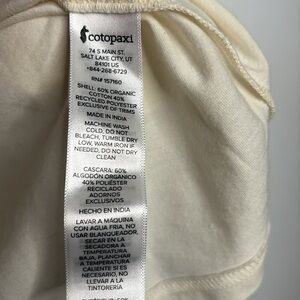 cotopaxi
74 S MAIN ST.
SALT LAKE CITY, UT
84101 US
+844-268-6729
RN# 157160
SHELL: 60% ORGANIC
COTTON 40%
RECYCLED POLYESTER
EXCLUSIVE OF TRIMS
MADE IN INDIA
MACHINE WASH
COLD, DO NOT
BLEACH, TUMBLE DRY
LOW, WARM IRON IF
NEEDED, DO NOT DRY
CLEAN
CASCARA: 60%
ALGODÓN ORGÁNICO
40% POLIÉSTER
RECICLADO
ADORNOS
EXCLUSIVOS
HECHO EN INDIA
LAVAR A MÁQUINA
CON AGUA FRIA, NO
USAR BLANQUEADOR,
SECAR EN LA
SECADORA A
TEMPERATURA
BAJA, PLANCHAR
A TEMPERATURA
CALIENTE SI ES
NECESARIO, NO
LLEVAR A LA
TINTORERÍA